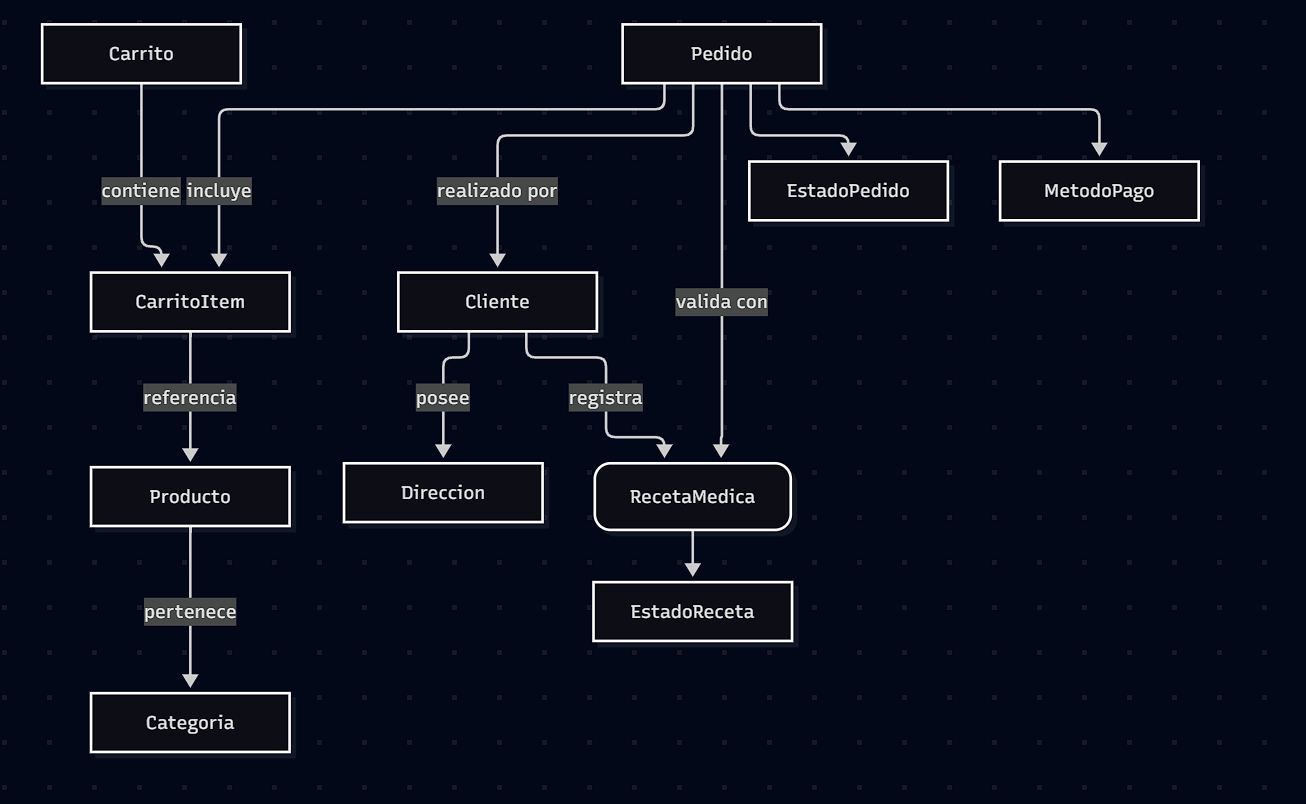 Carrito
Pedido
contiene
incluye
realizado por
EstadoPedido
MetodoPago
CarritoItem
Cliente
valida con
referencia
posee
registra
Producto
Direccion
RecetaMedica
pertenece
EstadoReceta
Categoria